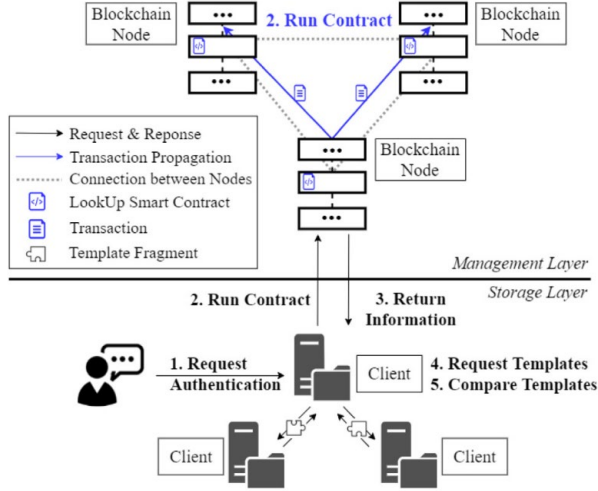 Blockchain
Node
2. Run Contract
Blockchain
Node
Blockchain
Node
Request & Reponse
Transaction Propagation
Connection between Nodes
LookUp Smart Contract
Transaction
Template Fragment
Management Layer
Storage Layer
2. Run Contract
3. Return
Information
1. Request
Authentication
Client
4. Request Templates
5. Compare Templates
Client
Client